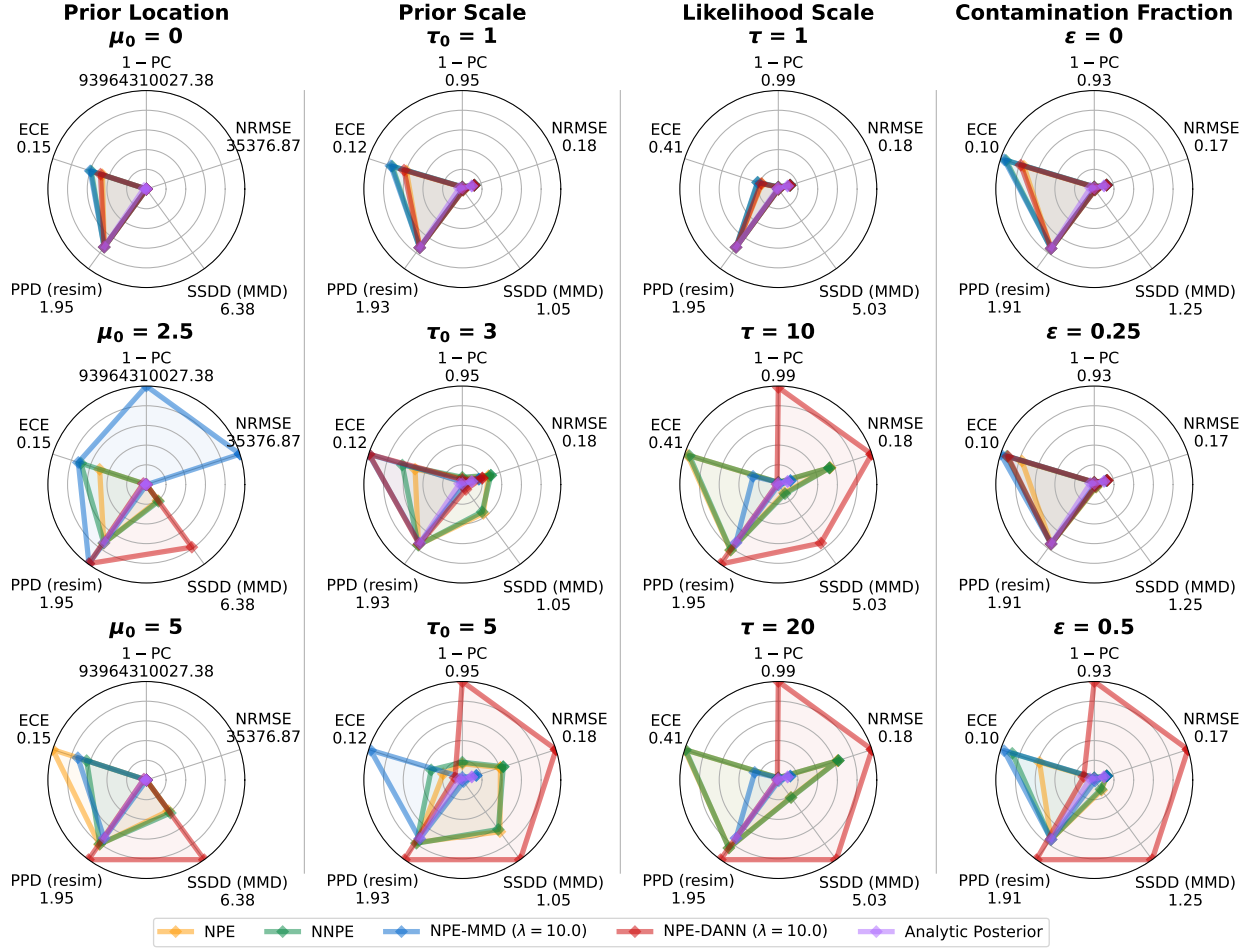 Prior Location
Prior Scale
Likelihood Scale
Contamination Fraction
μ₀ = 0
τ₀ = 1
τ = 1
ε = 0
1 − PC
93964310027.38
NRMSE
35376.87
ECE
0.15
PPD (resim)
1.95
SSDD (MMD)
6.38
1 − PC
0.95
NRMSE
0.18
ECE
0.12
PPD (resim)
1.93
SSDD (MMD)
1.05
1 − PC
0.99
NRMSE
0.18
ECE
0.41
PPD (resim)
1.95
SSDD (MMD)
5.03
1 − PC
0.93
NRMSE
0.17
ECE
0.10
PPD (resim)
1.91
SSDD (MMD)
1.25
μ₀ = 2.5
τ₀ = 3
τ = 10
ε = 0.25
1 − PC
93964310027.38
NRMSE
35376.87
ECE
0.15
PPD (resim)
1.95
SSDD (MMD)
6.38
1 − PC
0.95
NRMSE
0.18
ECE
0.12
PPD (resim)
1.93
SSDD (MMD)
1.05
1 − PC
0.99
NRMSE
0.18
ECE
0.41
PPD (resim)
1.95
SSDD (MMD)
5.03
1 − PC
0.93
NRMSE
0.17
ECE
0.10
PPD (resim)
1.91
SSDD (MMD)
1.25
μ₀ = 5
τ₀ = 5
τ = 20
ε = 0.5
1 − PC
93964310027.38
NRMSE
35376.87
ECE
0.15
PPD (resim)
1.95
SSDD (MMD)
6.38
1 − PC
0.95
NRMSE
0.18
ECE
0.12
PPD (resim)
1.93
SSDD (MMD)
1.05
1 − PC
0.99
NRMSE
0.18
ECE
0.41
PPD (resim)
1.95
SSDD (MMD)
5.03
1 − PC
0.93
NRMSE
0.17
ECE
0.10
PPD (resim)
1.91
SSDD (MMD)
1.25
NPE
NNPE
NPE-MMD (λ = 10.0)
NPE-DANN (λ = 10.0)
Analytic Posterior